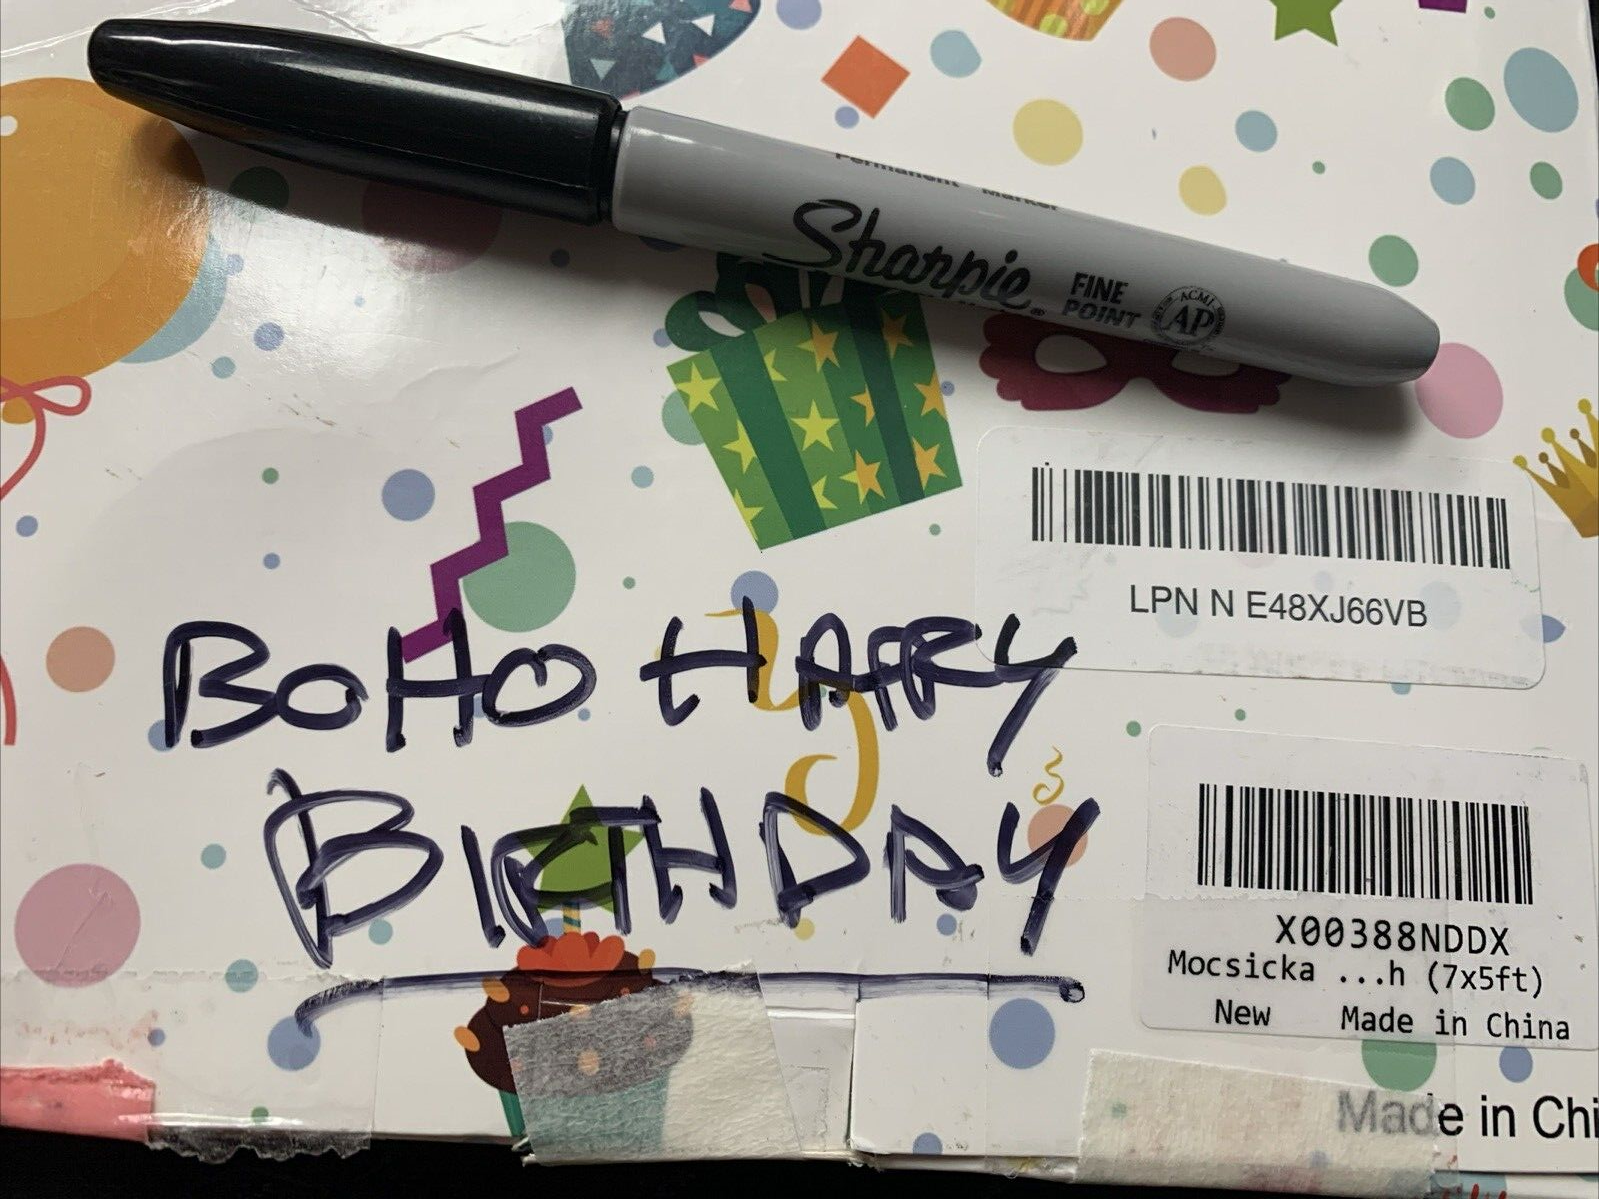 Permanent Marker
Sharpie® FINE POINT ACMI AP
LPN N E48XJ66VB
BOHO HAPPY
BIRTHDAY
X00388NDDX
Mocsicka ...h (7x5ft)
New Made in China
Made in Chi